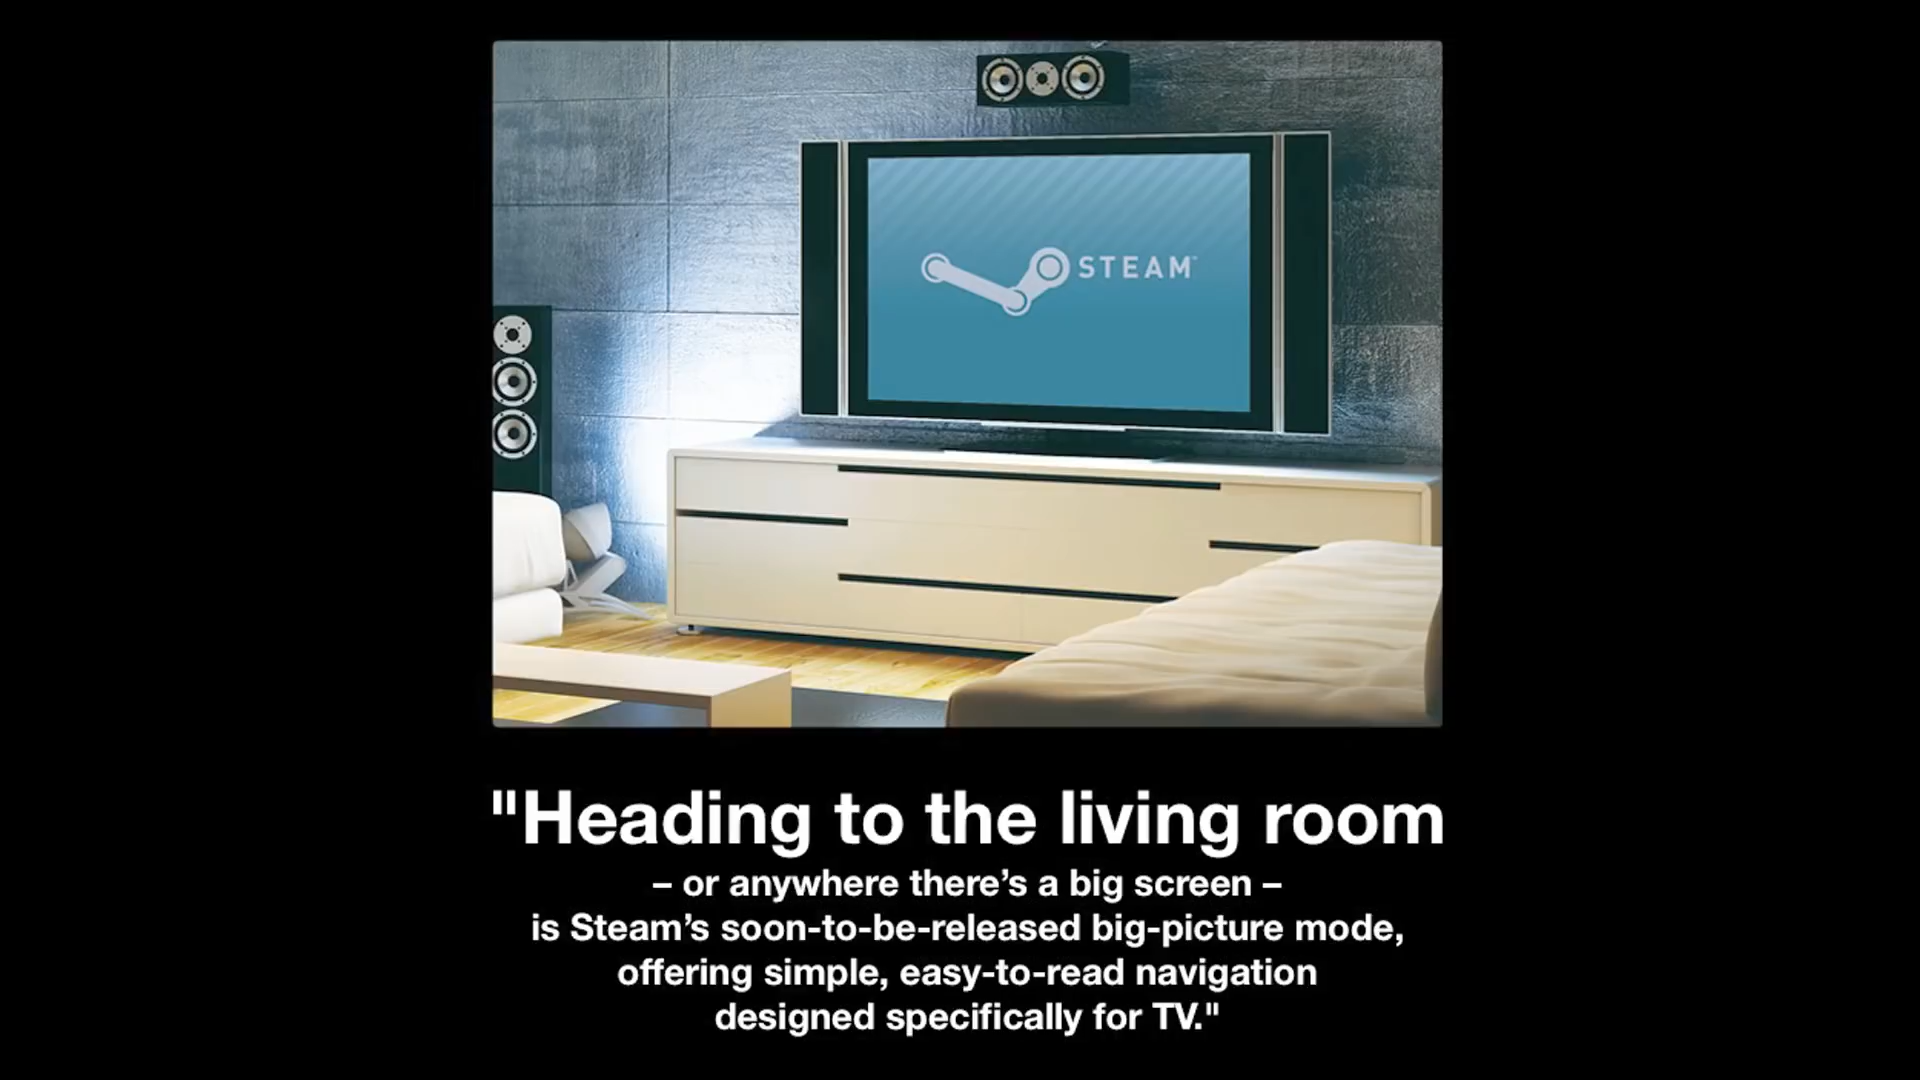 STEAM™
"Heading to the living room
– or anywhere there’s a big screen –
is Steam’s soon-to-be-released big-picture mode,
offering simple, easy-to-read navigation
designed specifically for TV."